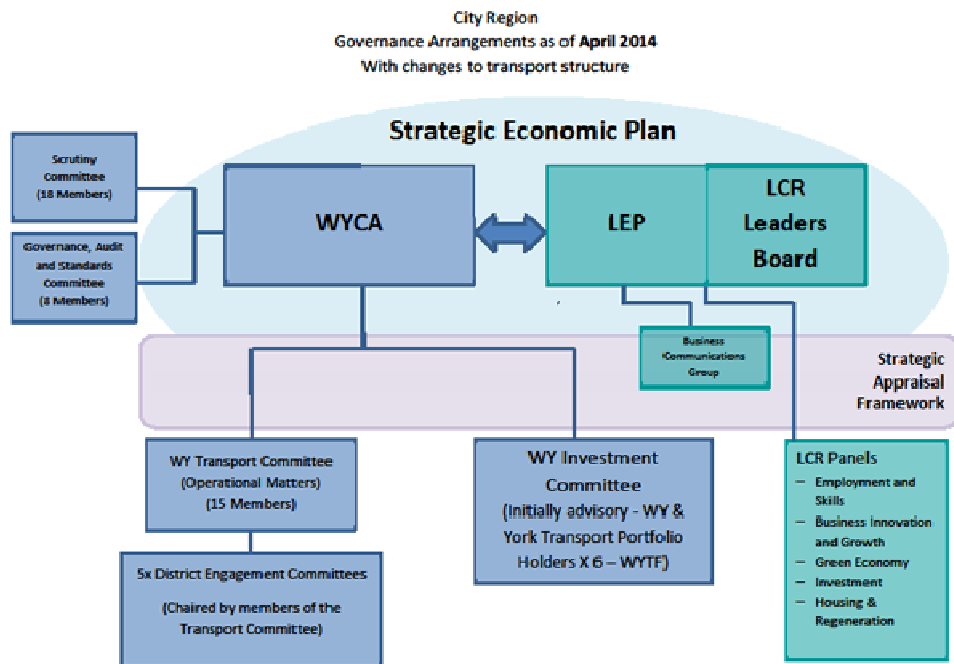 City Region
Governance Arrangements as of April 2014
With changes to transport structure
Strategic Economic Plan
Scrutiny
Committee
(18 Members)
Governance, Audit
and Standards
Committee
(8 Members)
WYCA
LEP
LCR
Leaders
Board
Business
Communications
Group
Strategic
Appraisal
Framework
WY Transport Committee
(Operational Matters)
(15 Members)
5x District Engagement Committees
(Chaired by members of the
Transport Committee)
WY Investment
Committee
(Initially advisory - WY &
York Transport Portfolio
Holders X 6 – WYTF)
LCR Panels
– Employment and
Skills
– Business Innovation
and Growth
– Green Economy
– Investment
– Housing &
Regeneration